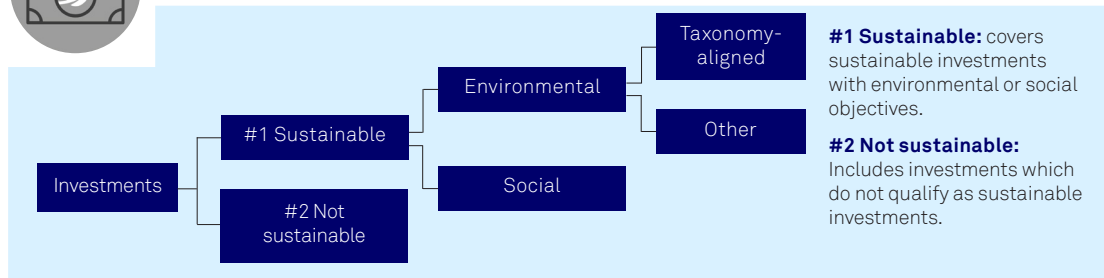 Investments
#1 Sustainable
#2 Not
sustainable
Environmental
Social
Taxonomy-
aligned
Other
#1 Sustainable: covers
sustainable investments
with environmental or social
objectives.
#2 Not sustainable:
Includes investments which
do not qualify as sustainable
investments.